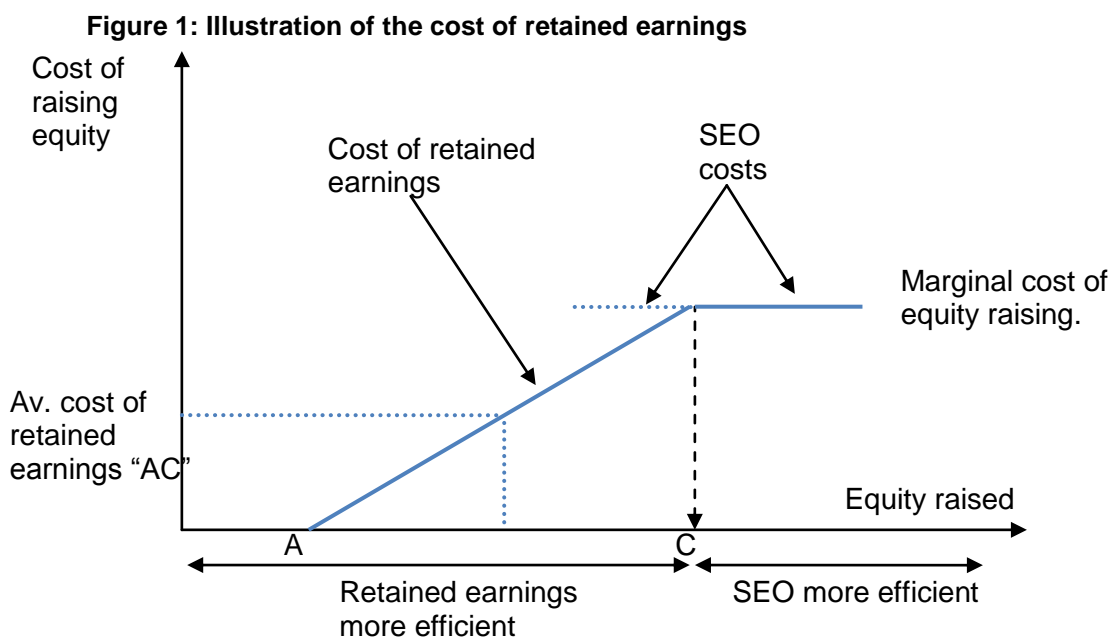 Figure 1: Illustration of the cost of retained earnings
Cost of
raising
equity
Cost of retained
earnings
SEO
costs
Marginal cost of
equity raising.
Av. cost of
retained
earnings “AC”
Equity raised
A
C
Retained earnings
more efficient
SEO more efficient